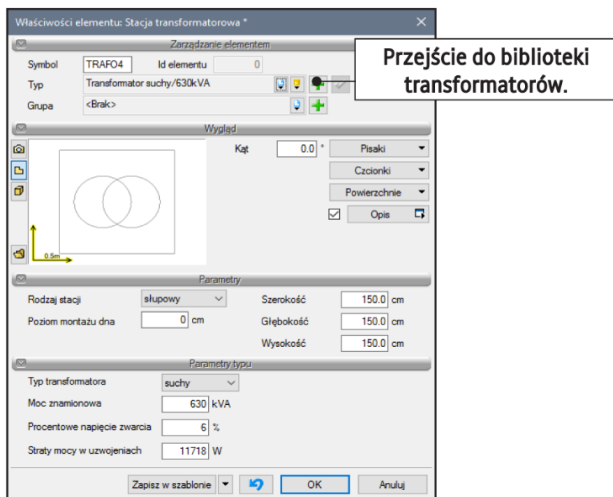 Właściwości elementu: Stacja transformatorowa *
Zarządzanie elementem
Symbol TRAFO4 Id elementu 0
Typ Transformator suchy/630kVA
Grupa <Brak>
Przejście do biblioteki
transformatorów.
Wygląd
Kąt 0.0 ° Pisaki
Czcionki
Powierzchnie
Opis
0.5m
Parametry
Rodzaj stacji słupowy Szerokość 150.0 cm
Poziom montażu dna 0 cm Głębokość 150.0 cm
Wysokość 150.0 cm
Parametry typu
Typ transformatora suchy
Moc znamionowa 630 kVA
Procentowe napięcie zwarcia 6 %
Straty mocy w uzwojeniach 11718 W
Zapisz w szablonie OK Anuluj